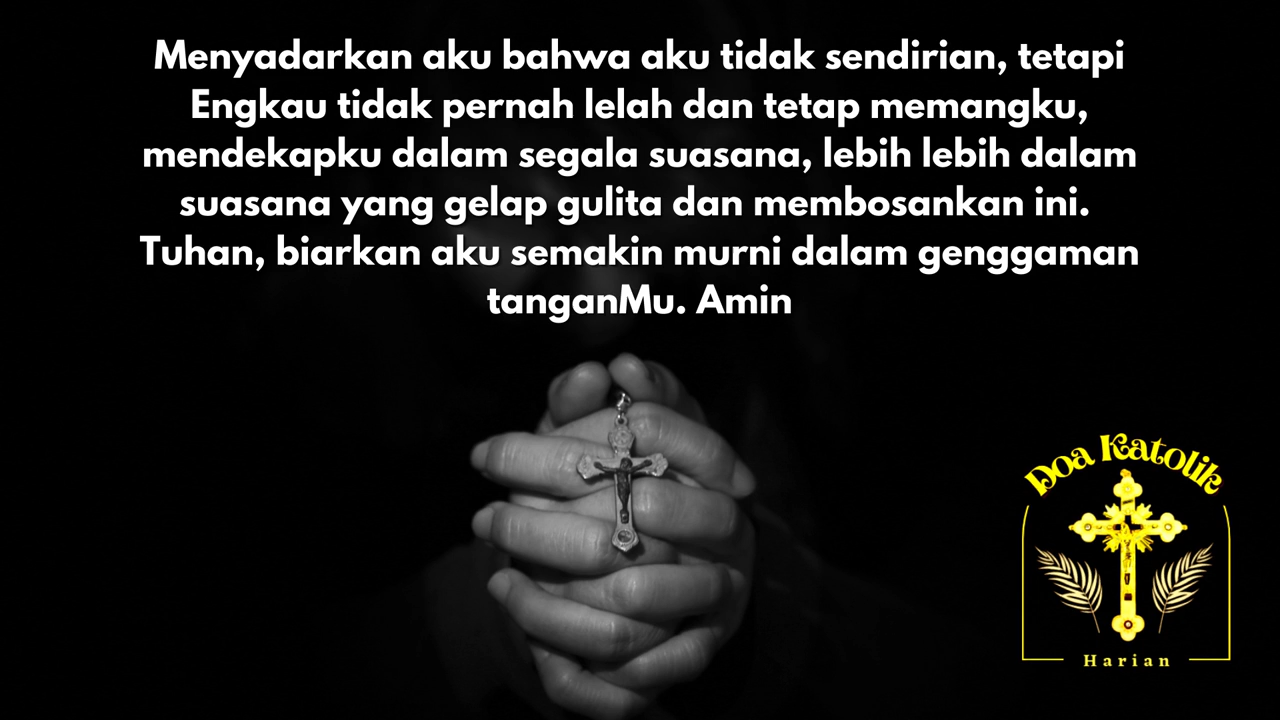 Menyadarkan aku bahwa aku tidak sendirian, tetapi
Engkau tidak pernah lelah dan tetap memangku,
mendekapku dalam segala suasana, lebih lebih dalam
suasana yang gelap gulita dan membosankan ini.
Tuhan, biarkan aku semakin murni dalam genggaman
tanganMu. Amin
Doa Katolik
Harian